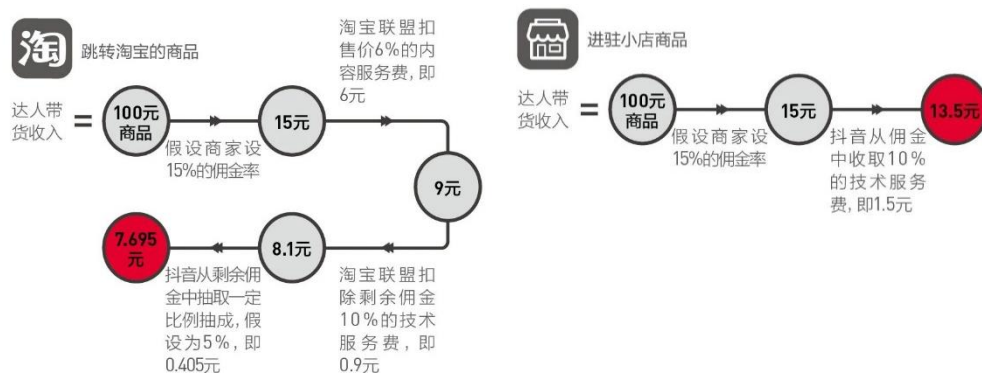 淘
跳转淘宝的商品
达人带
货收入
=
100元
商品
假设商家设
15%的佣金率
15元
淘宝联盟扣
售价6%的内
容服务费,即
6元
9元
淘宝联盟扣
除剩余佣金
10%的技术
服务费,即
0.9元
8.1元
抖音从剩余佣
金中抽取一定
比例抽成,假
设为5%,即
0.405元
7.695
元
进驻小店商品
达人带
货收入
=
100元
商品
假设商家设
15%的佣金率
15元
抖音从佣金
中收取10%
的技术服务
费,即1.5元
13.5元